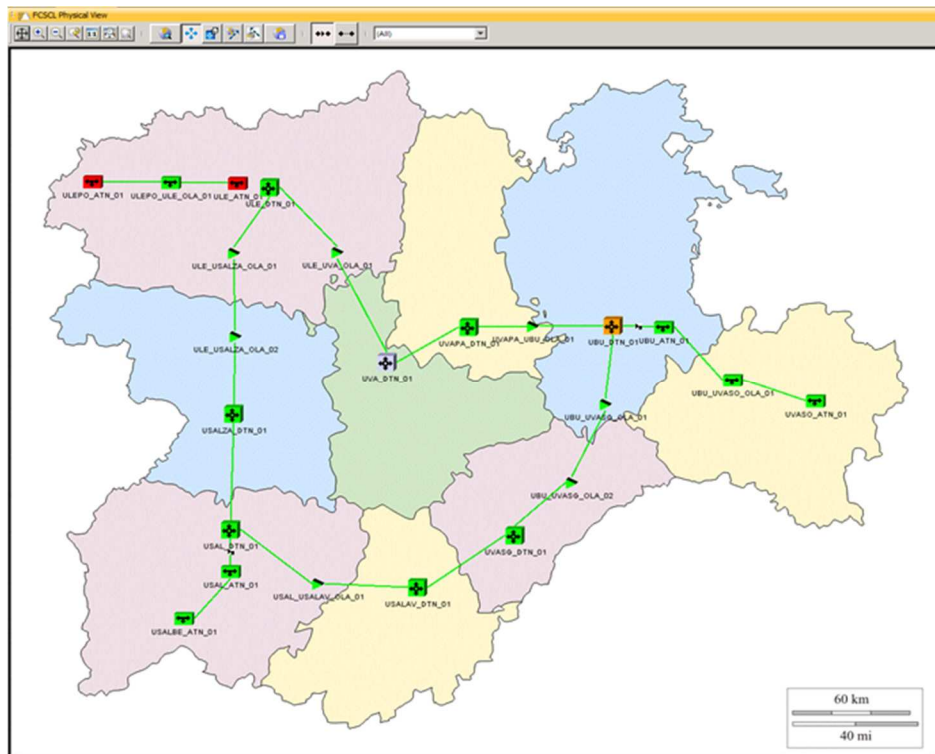 FCSCL Physical View
(All)
ULEPO_ATN_01
ULEPO_ULE_OLA_01
ULE_ATN_01
ULE_DTN_01
ULE_USALZA_OLA_01
ULE_UVA_OLA_01
ULE_USALZA_OLA_02
UVAPA_DTN_01
UVAPA_UBU_OLA_01
UBU_DTN_01
UBU_ATN_01
UVA_DTN_01
UBU_UVASO_OLA_01
UVASO_ATN_01
USALZA_DTN_01
UBU_UVASG_OLA_01
UBU_UVASG_OLA_02
USAL_DTN_01
UVASG_DTN_01
USAL_ATN_01
USAL_USALAV_OLA_01
USALAV_DTN_01
USALBE_ATN_01
60 km
40 mi